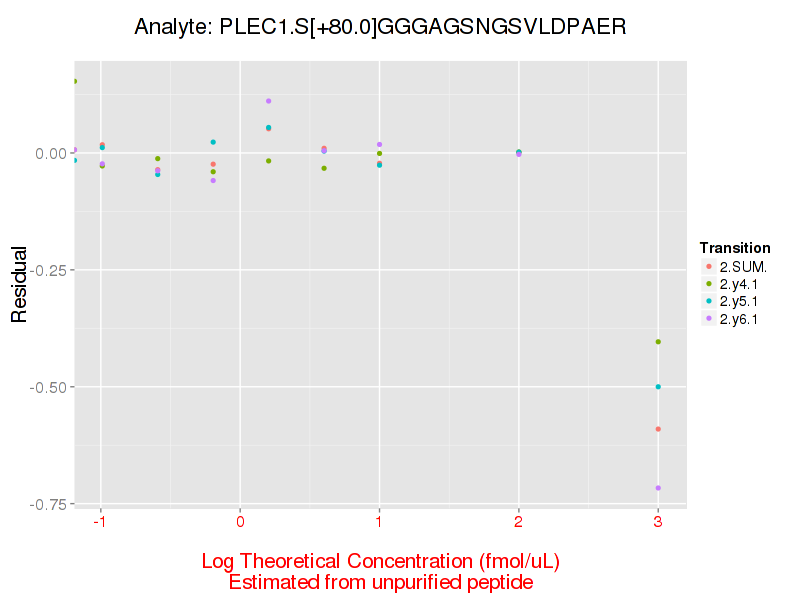 Analyte: PLEC1.S[+80.0]GGGAGSNGSVLDPAER
Residual
0.00
-0.25
-0.50
-0.75
-1 0 1 2 3
Log Theoretical Concentration (fmol/uL)
Estimated from unpurified peptide
Transition
2.SUM.
2.y4.1
2.y5.1
2.y6.1